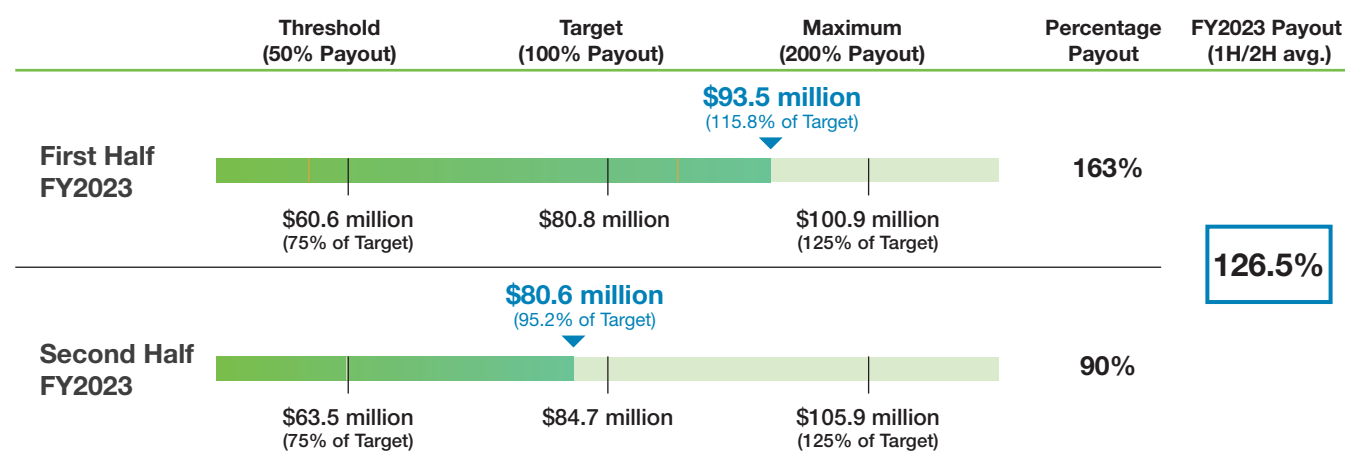 Threshold
(50% Payout)
Target
(100% Payout)
Maximum
(200% Payout)
Percentage
Payout
FY2023 Payout
(1H/2H avg.)
$93.5 million
(115.8% of Target)
First Half
FY2023
163%
$60.6 million
(75% of Target)
$80.8 million
$100.9 million
(125% of Target)
126.5%
$80.6 million
(95.2% of Target)
Second Half
FY2023
90%
$63.5 million
(75% of Target)
$84.7 million
$105.9 million
(125% of Target)